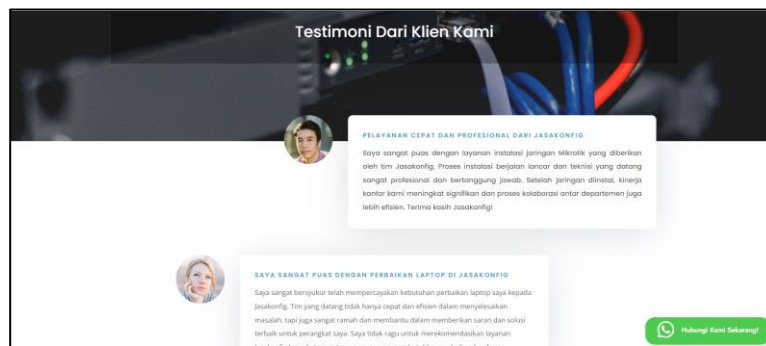 Testimoni Dari Klien Kami
PELAYANAN CEPAT DAN PROFESIONAL DARI JASAKONFIG
Saya sangat puas dengan layanan instalasi jaringan Mikrotik yang diberikan
oleh tim Jasakonfig. Proses instalasi berjalan lancar dan teknisi yang datang
sangat profesional dan bertanggung jawab. Setelah jaringan diinstal, kinerja
kantor kami meningkat signifikan dan proses kolaborasi antar departemen juga
lebih efisien. Terima kasih Jasakonfig!
SAYA SANGAT PUAS DENGAN PERBAIKAN LAPTOP DI JASAKONFIG
Saya sangat bersyukur telah mempercayakan kebutuhan perbaikan laptop saya kepada
Jasakonfig. Tim yang datang tidak hanya cepat dan efisien dalam menyelesaikan
masalah, tapi juga sangat ramah dan membantu dalam memberikan saran dan solusi
terbaik untuk perangkat saya. Saya tidak ragu untuk merekomendasikan layanan
Hubungi Kami Sekarang!